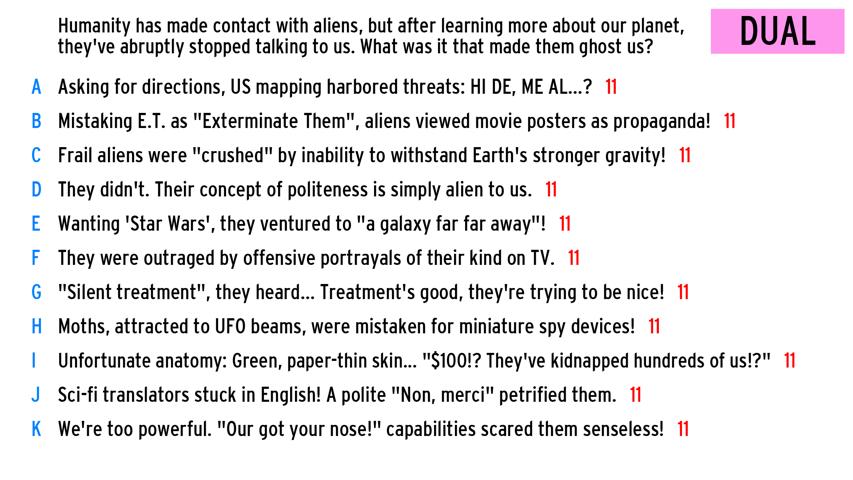 Humanity has made contact with aliens, but after learning more about our planet,
they've abruptly stopped talking to us. What was it that made them ghost us?
DUAL
A Asking for directions, US mapping harbored threats: HI DE, ME AL...? 11
B Mistaking E.T. as "Exterminate Them", aliens viewed movie posters as propaganda! 11
C Frail aliens were "crushed" by inability to withstand Earth's stronger gravity! 11
D They didn't. Their concept of politeness is simply alien to us. 11
E Wanting 'Star Wars', they ventured to "a galaxy far far away"! 11
F They were outraged by offensive portrayals of their kind on TV. 11
G "Silent treatment", they heard... Treatment's good, they're trying to be nice! 11
H Moths, attracted to UFO beams, were mistaken for miniature spy devices! 11
I Unfortunate anatomy: Green, paper-thin skin... "$100!? They've kidnapped hundreds of us!?" 11
J Sci-fi translators stuck in English! A polite "Non, merci" petrified them. 11
K We're too powerful. "Our got your nose!" capabilities scared them senseless! 11